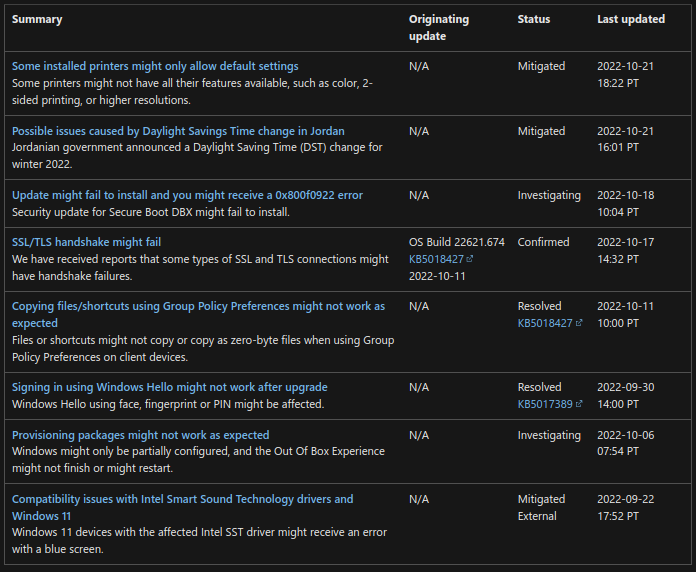 Summary
Originating update
Status
Last updated
Some installed printers might only allow default settings
Some printers might not have all their features available, such as color, 2-
sided printing, or higher resolutions.
N/A
Mitigated
2022-10-21
18:22 PT
Possible issues caused by Daylight Savings Time change in Jordan
Jordanian government announced a Daylight Saving Time (DST) change for
winter 2022.
N/A
Mitigated
2022-10-21
16:01 PT
Update might fail to install and you might receive a 0x800f0922 error
Security update for Secure Boot DBX might fail to install.
N/A
Investigating
2022-10-18
10:04 PT
SSL/TLS handshake might fail
We have received reports that some types of SSL and TLS connections might
have handshake failures.
OS Build 22621.674
KB5018427
2022-10-11
Confirmed
2022-10-17
14:32 PT
Copying files/shortcuts using Group Policy Preferences might not work as
expected
Files or shortcuts might not copy or copy as zero-byte files when using Group
Policy Preferences on client devices.
N/A
Resolved
KB5018427
2022-10-11
10:00 PT
Signing in using Windows Hello might not work after upgrade
Windows Hello using face, fingerprint or PIN might be affected.
N/A
Resolved
KB5017389
2022-09-30
14:00 PT
Provisioning packages might not work as expected
Windows might only be partially configured, and the Out Of Box Experience
might not finish or might restart.
N/A
Investigating
2022-10-06
07:54 PT
Compatibility issues with Intel Smart Sound Technology drivers and
Windows 11
Windows 11 devices with the affected Intel SST driver might receive an error
with a blue screen.
N/A
Mitigated
External
2022-09-22
17:52 PT